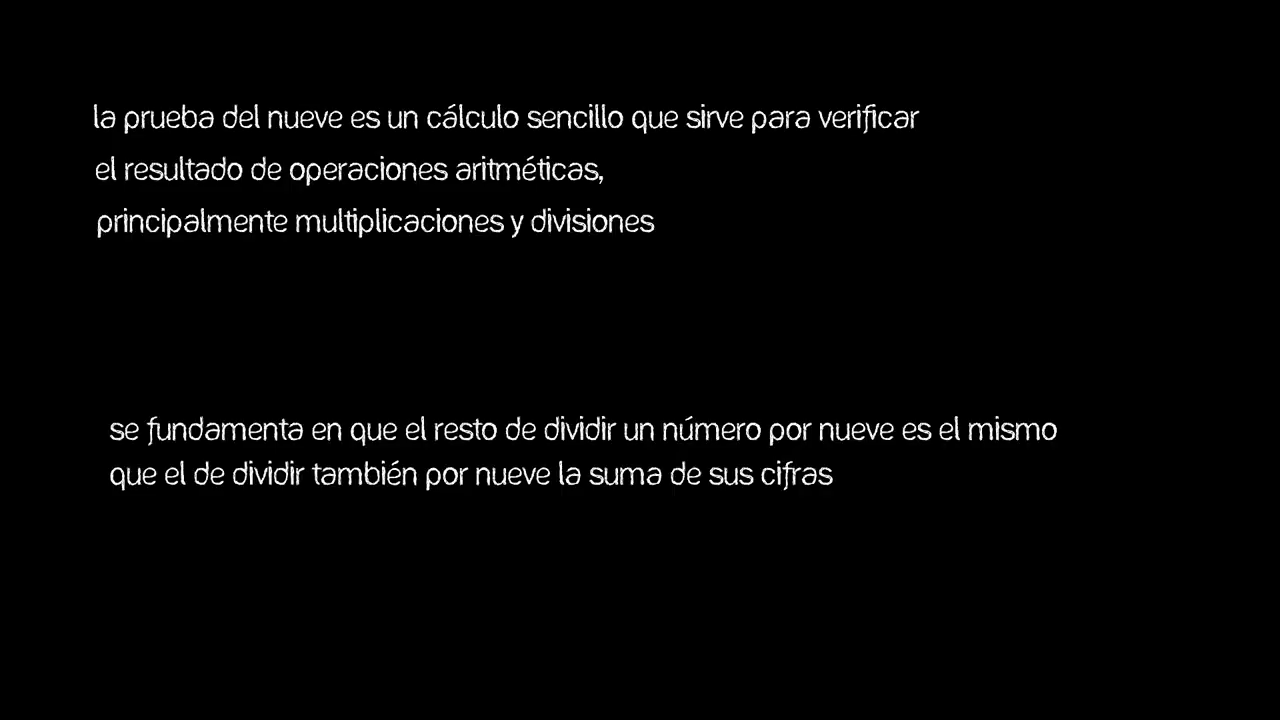 la prueba del nueve es un cálculo sencillo que sirve para verificar
el resultado de operaciones aritméticas,
principalmente multiplicaciones y divisiones
se fundamenta en que el resto de dividir un número por nueve es el mismo
que el de dividir también por nueve la suma de sus cifras